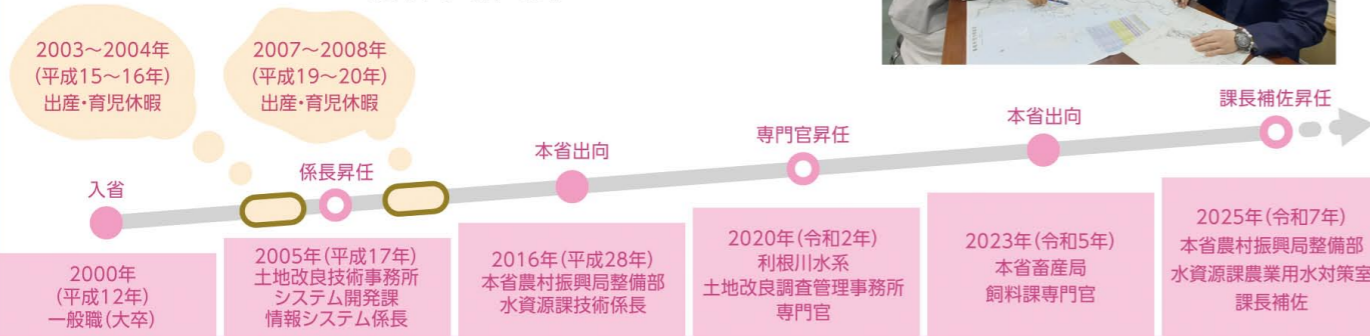 2003～2004年
(平成15～16年)
出産・育児休暇
2007～2008年
(平成19～20年)
出産・育児休暇
入省
係長昇任
本省出向
専門官昇任
本省出向
課長補佐昇任
2000年
(平成12年)
一般職(大卒)
2005年(平成17年)
土地改良技術事務所
システム開発課
情報システム係長
2016年(平成28年)
本省農村振興局整備部
水資源課技術係長
2020年(令和2年)
利根川水系
土地改良調査管理事務所
専門官
2023年(令和5年)
本省畜産局
飼料課専門官
2025年(令和7年)
本省農村振興局整備部
水資源課農業用水対策室
課長補佐